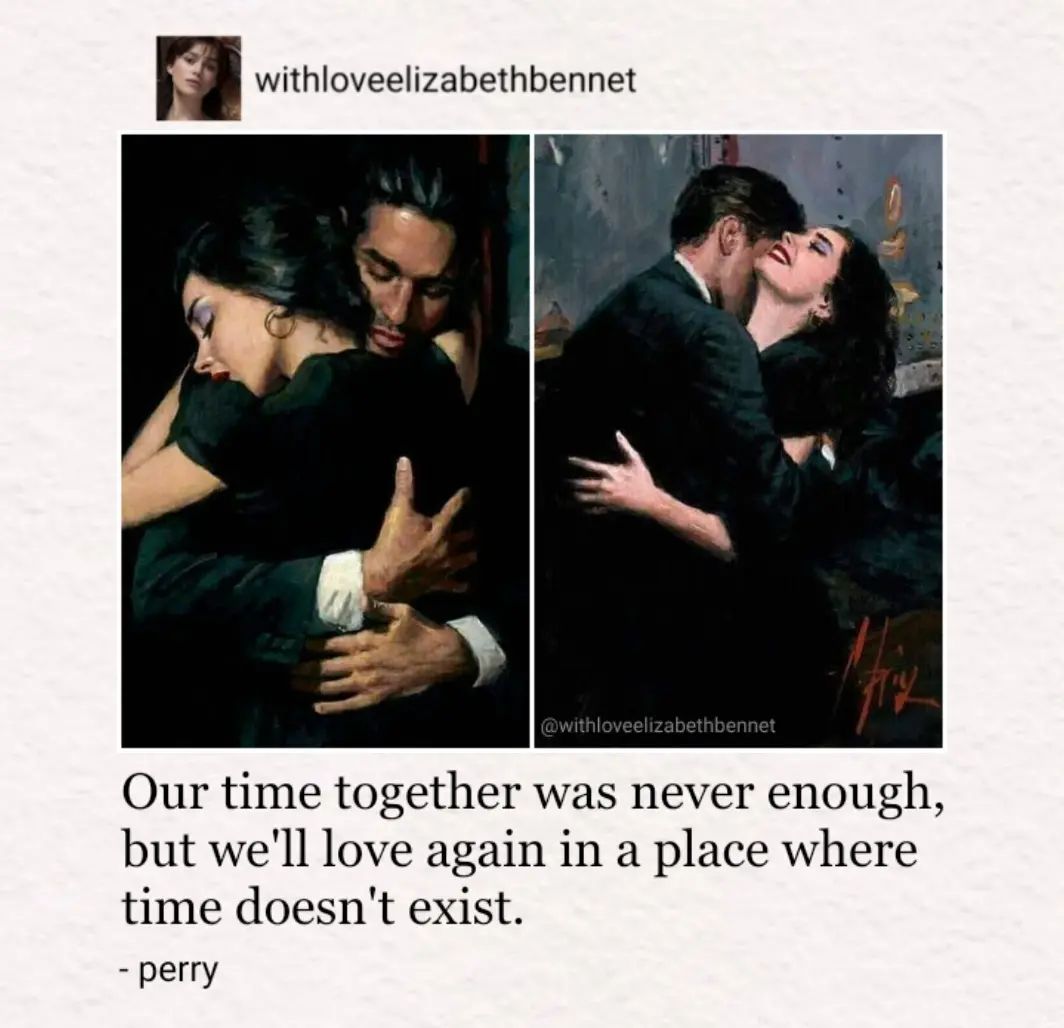 withloveelizabethbennet
@withloveelizabethbennet
Our time together was never enough,
but we'll love again in a place where
time doesn't exist.
- perry